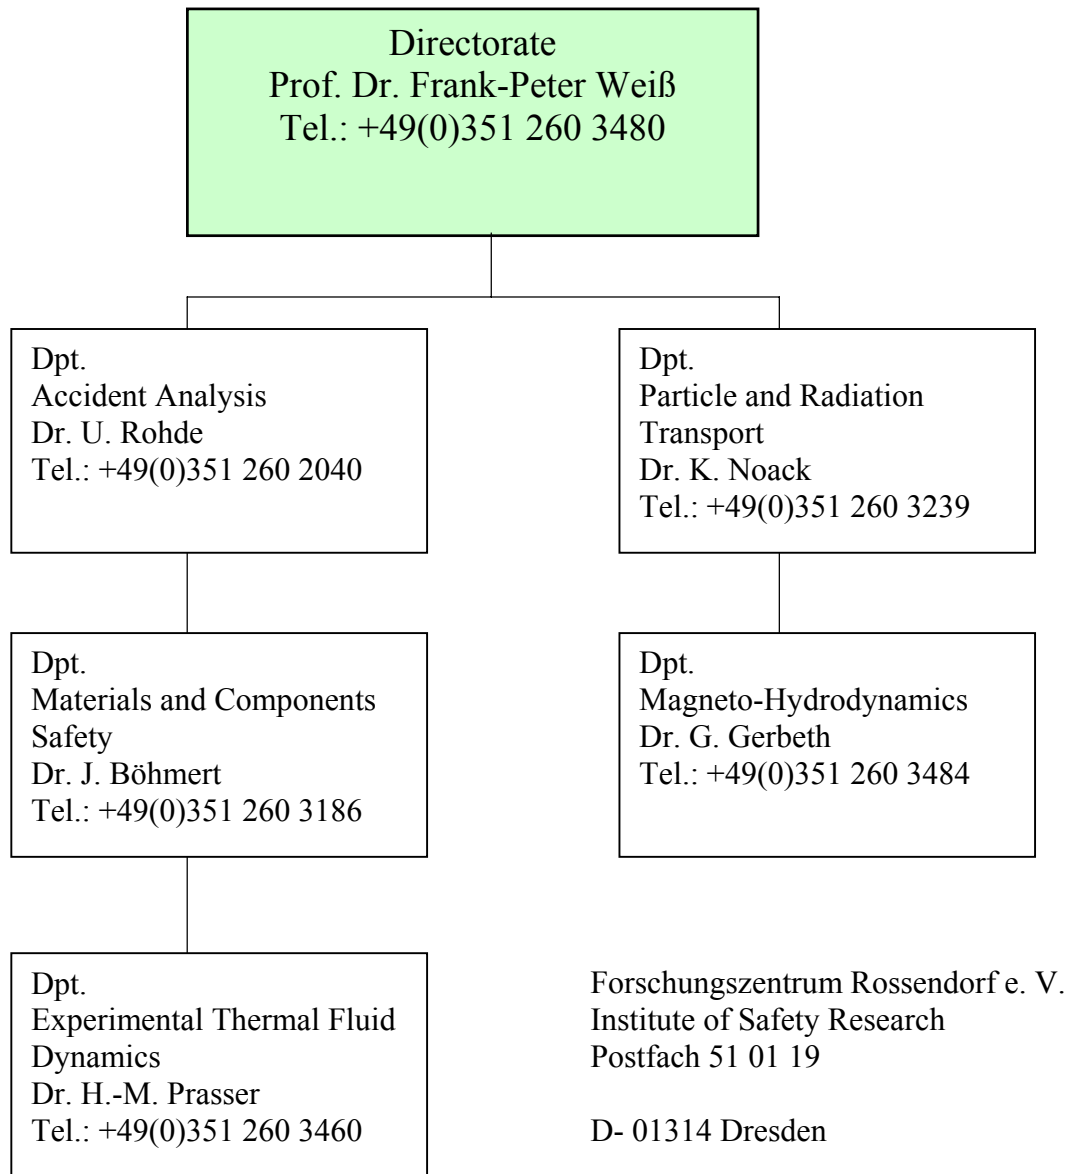 Directorate
Prof. Dr. Frank-Peter Weiß
Tel.: +49(0)351 260 3480
Dpt.
Accident Analysis
Dr. U. Rohde
Tel.: +49(0)351 260 2040
Dpt.
Particle and Radiation
Transport
Dr. K. Noack
Tel.: +49(0)351 260 3239
Dpt.
Materials and Components
Safety
Dr. J. Böhmert
Tel.: +49(0)351 260 3186
Dpt.
Magneto-Hydrodynamics
Dr. G. Gerbeth
Tel.: +49(0)351 260 3484
Dpt.
Experimental Thermal Fluid
Dynamics
Dr. H.-M. Prasser
Tel.: +49(0)351 260 3460
Forschungszentrum Rossendorf e. V.
Institute of Safety Research
Postfach 51 01 19
D- 01314 Dresden